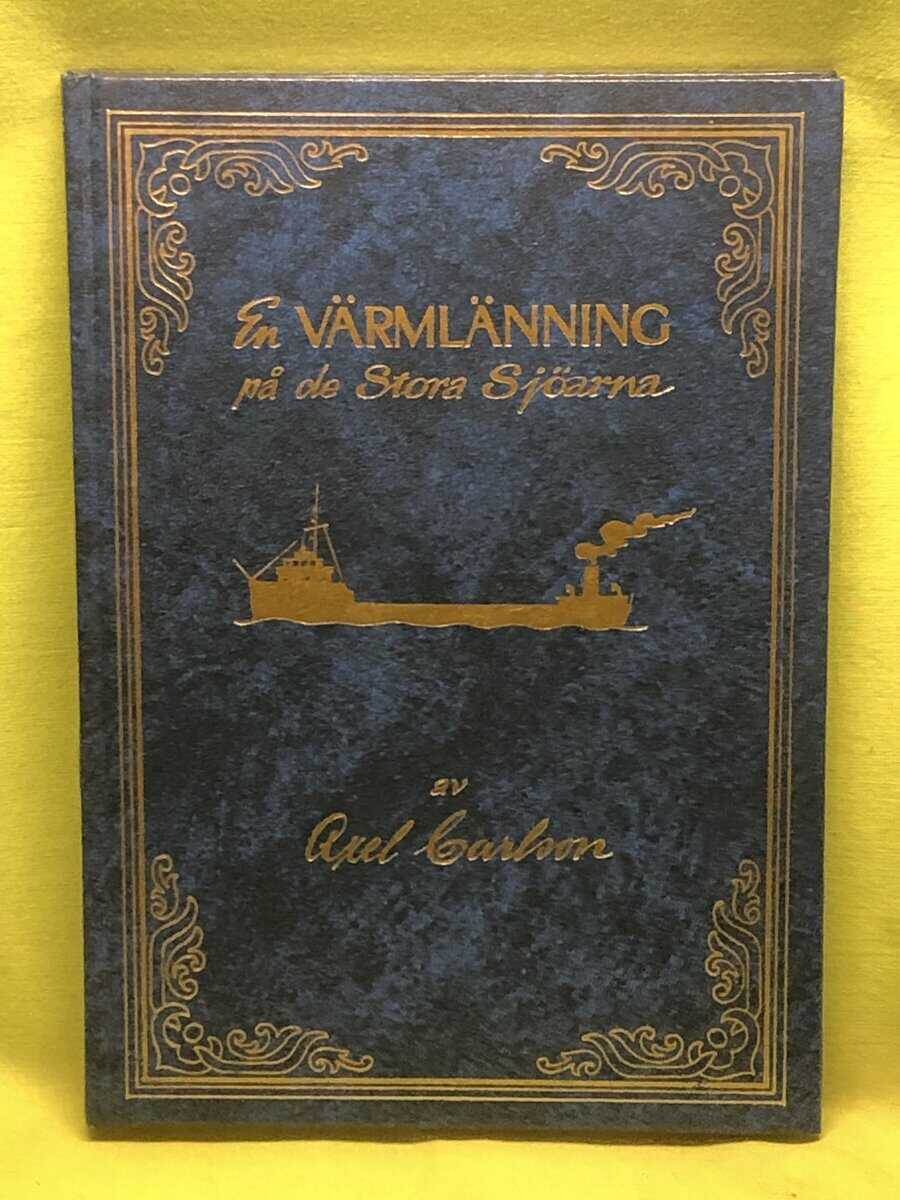 En VÄRMLÄNNING
på de Stora Sjöarna
av
Axel Carlson